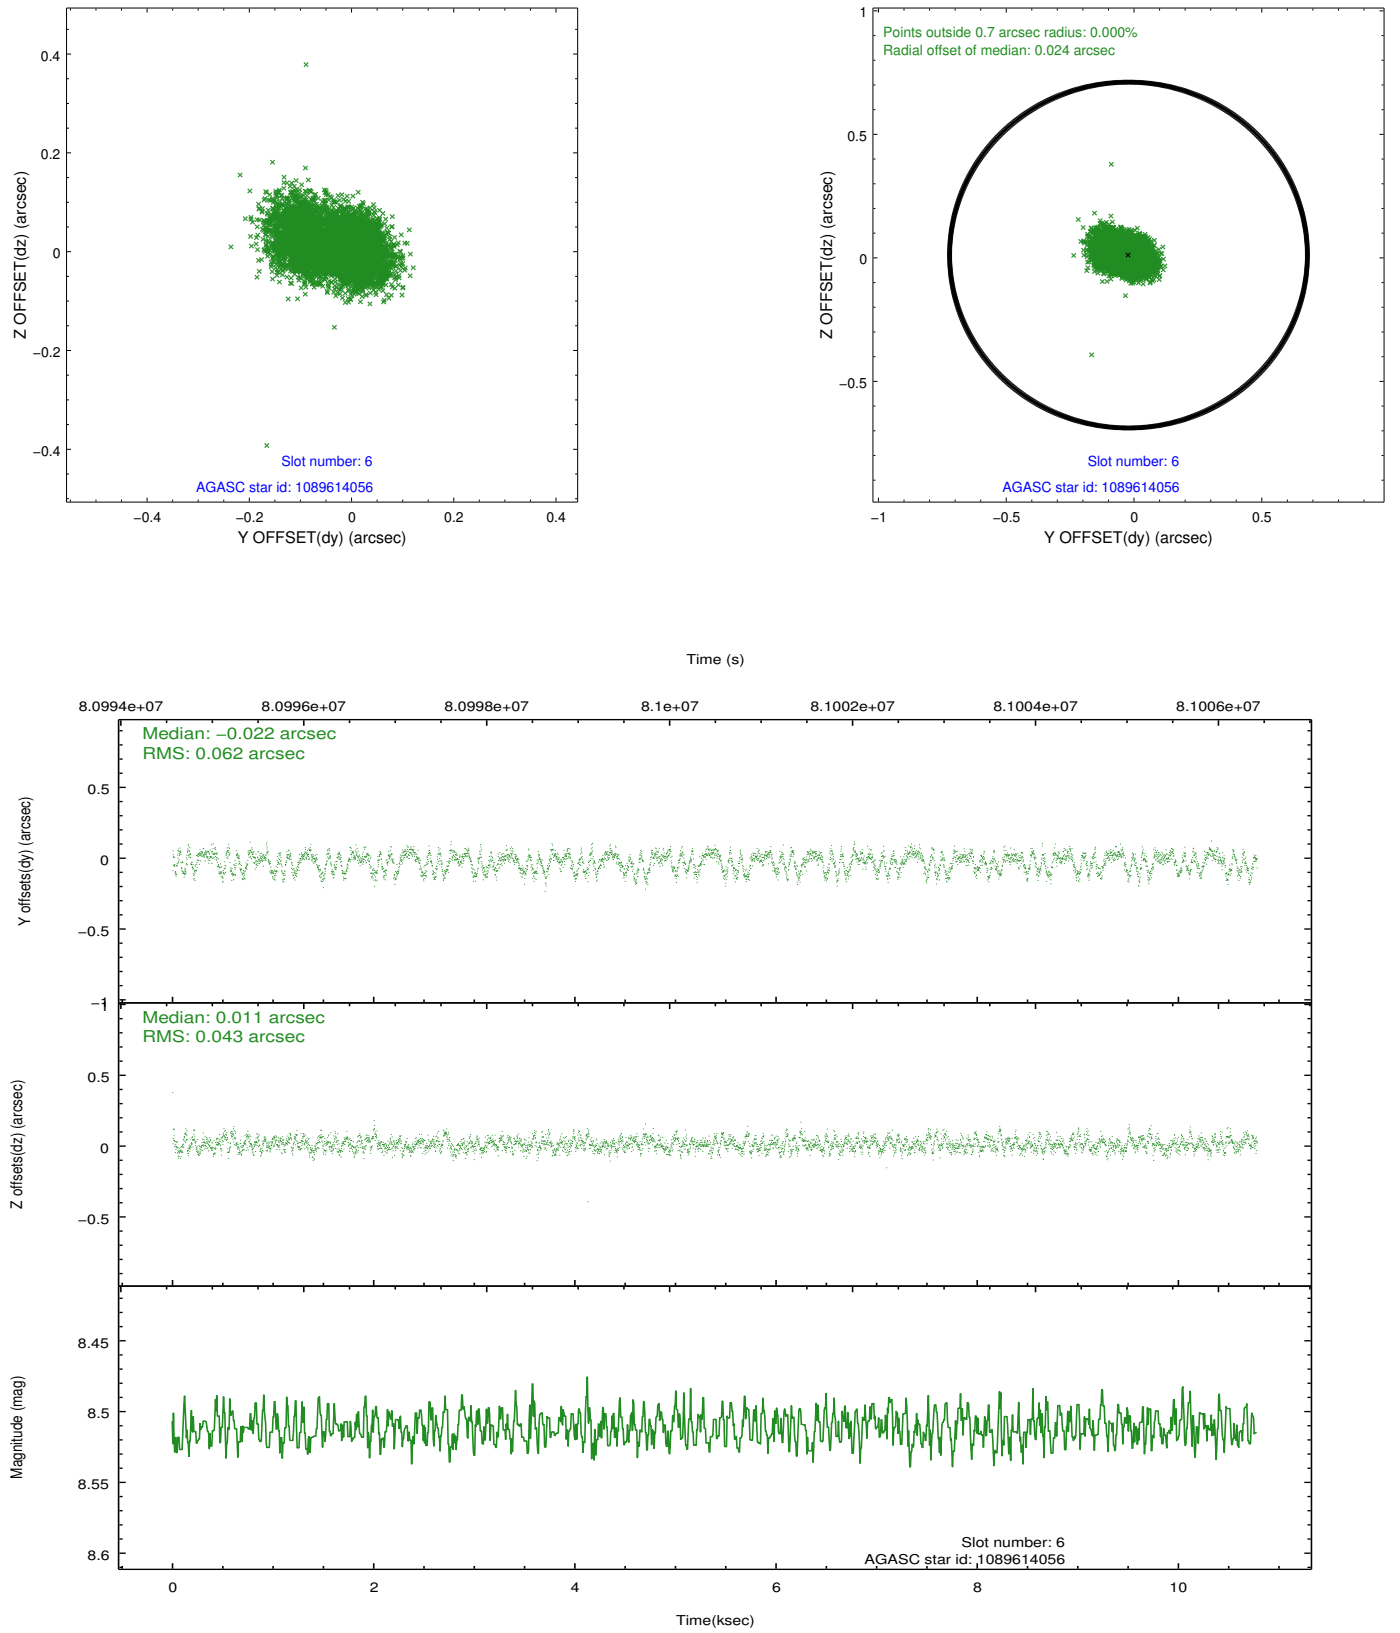 0.4
0.2
0
−0.2
−0.4
Z OFFSET(dz) (arcsec)
Slot number: 6
AGASC star id: 1089614056
−0.4 −0.2 0 0.2 0.4
Y OFFSET(dy) (arcsec)
1
0.5
0
−0.5
Z OFFSET(dz) (arcsec)
Points outside 0.7 arcsec radius: 0.000%
Radial offset of median: 0.024 arcsec
Slot number: 6
AGASC star id: 1089614056
−1 −0.5 0 0.5
Y OFFSET(dy) (arcsec)
Time (s)
8.0994e+07 8.0996e+07 8.0998e+07 8.1e+07 8.1002e+07 8.1004e+07 8.1006e+07
Median: −0.022 arcsec
RMS: 0.062 arcsec
0.5
0
−0.5
−1
Y offsets(dy) (arcsec)
Median: 0.011 arcsec
RMS: 0.043 arcsec
1
0.5
0
−0.5
Z offsets(dz) (arcsec)
8.45
8.5
8.55
8.6
Magnitude (mag)
Slot number: 6
AGASC star id: 1089614056
0 2 4 6 8 10
Time(ksec)